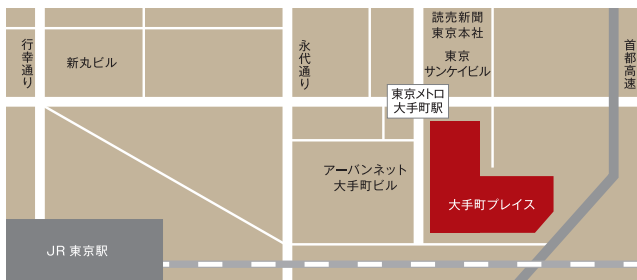 行幸通り
新丸ビル
永代通り
読売新聞
東京本社
東京
サンケイビル
首都高速
東京メトロ
大手町駅
アーバンネット
大手町ビル
大手町プレイス
JR 東京駅